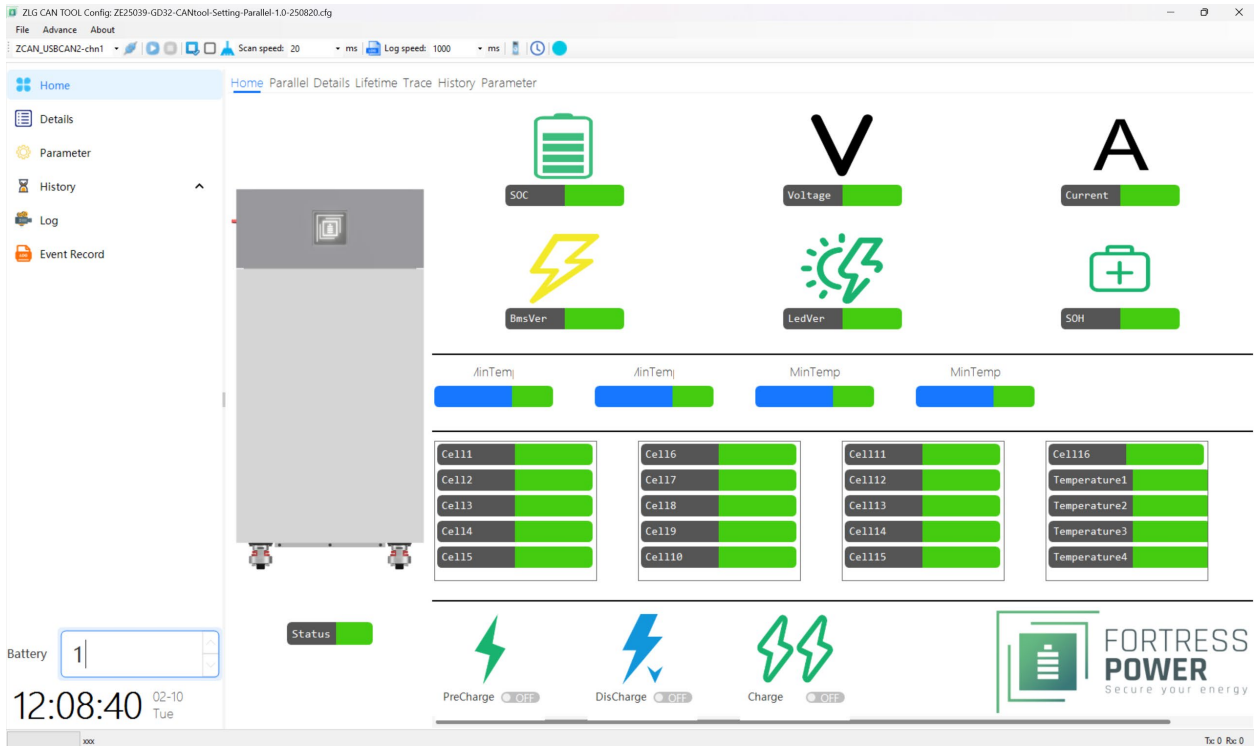 ZLG CAN TOOL Config: ZE25039-GD32-CANtool-Setting-Parallel-1.0-250820.cfg
File Advance About
ZCAN_USBCAN2-chn1 Scan speed: 20 ms Log speed: 1000 ms
Home
Details
Parameter
History
Log
Event Record
Home Parallel Details Lifetime Trace History Parameter
SOC Voltage Current
BmsVer LedVer SOH
MinTemp MinTemp
Cell1 Cell6 Cell11 Cell16
Cell2 Cell7 Cell12 Temperature1
Cell3 Cell8 Cell13 Temperature2
Cell4 Cell9 Cell14 Temperature3
Cell5 Cell10 Cell15 Temperature4
Status
PreCharge OFF DisCharge OFF Charge OFF
FORTRESS
POWER
Secure your energy
Battery 1
12:08:40 02-10
Tue
xxx Tx: 0 Rx: 0